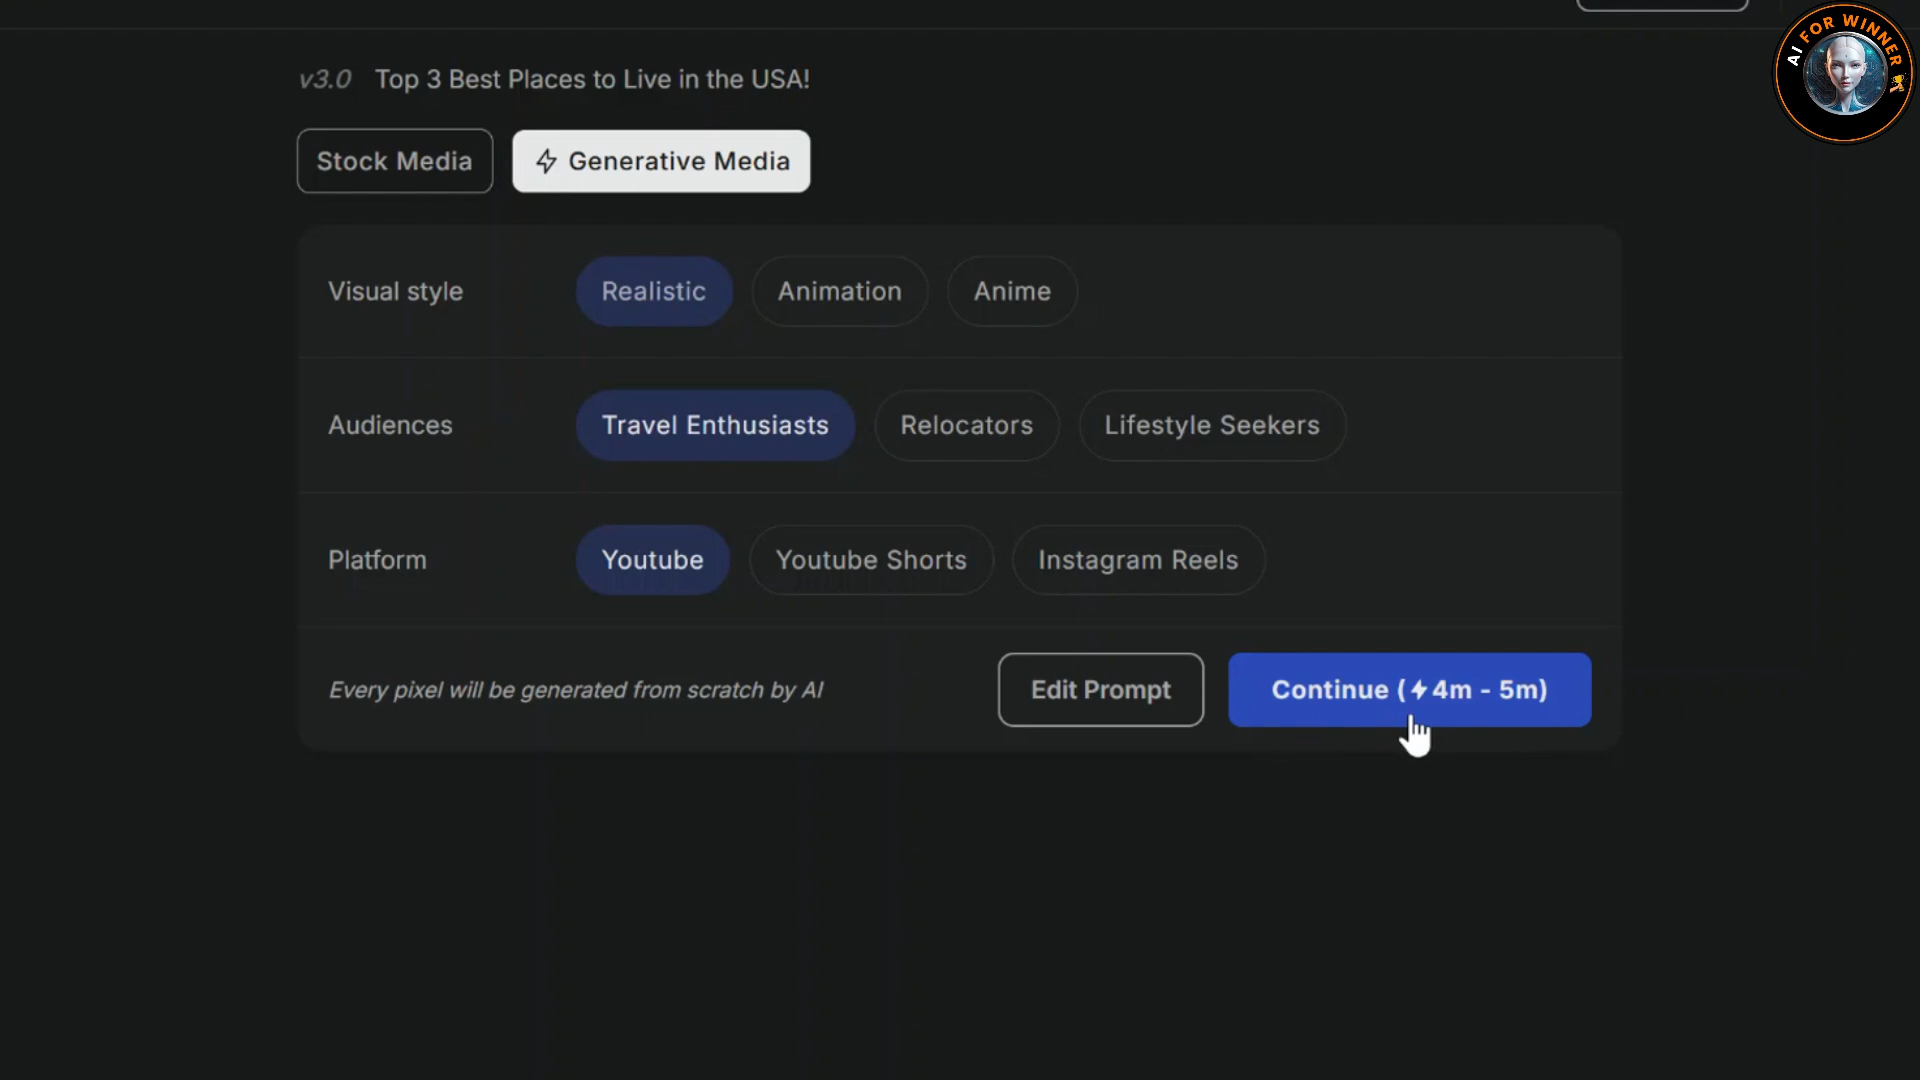 AI FOR WINNER
v3.0 Top 3 Best Places to Live in the USA!
Stock Media Generative Media
Visual style Realistic Animation Anime
Audiences Travel Enthusiasts Relocators Lifestyle Seekers
Platform Youtube Youtube Shorts Instagram Reels
Every pixel will be generated from scratch by AI Edit Prompt Continue (4m - 5m)